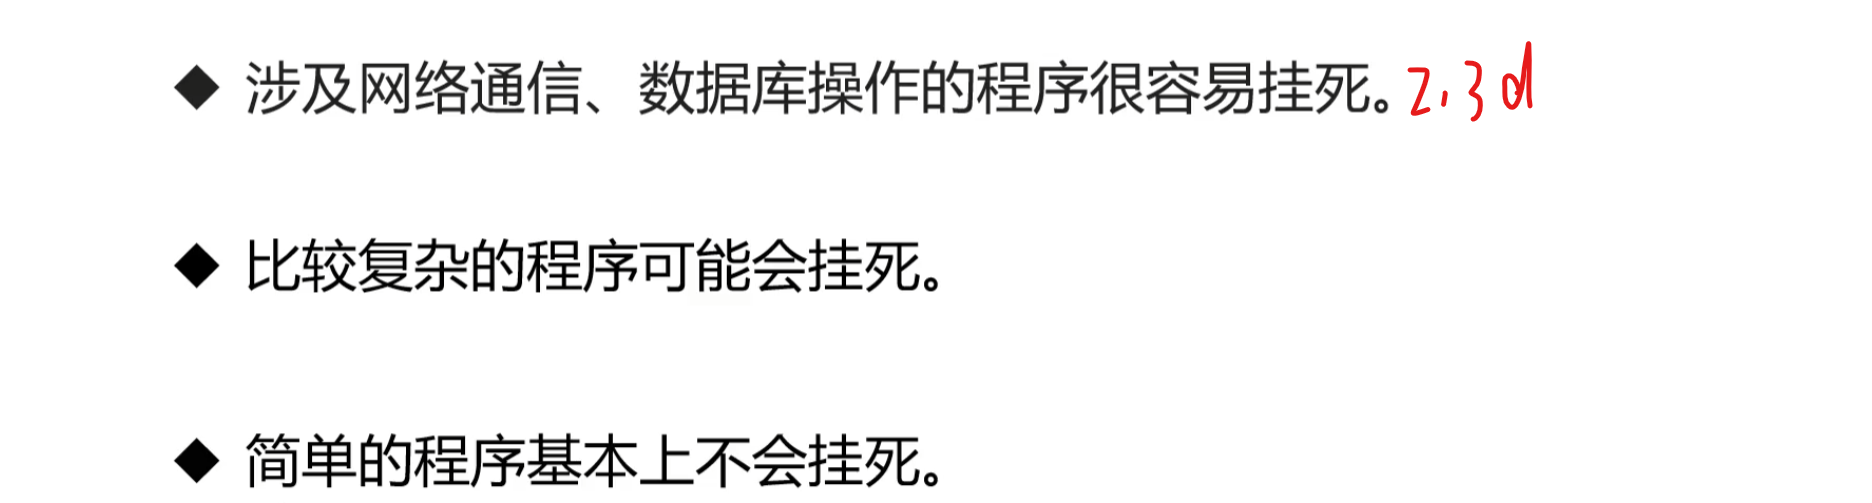 ◆ 涉及网络通信、数据库操作的程序很容易挂死。2,3d
◆ 比较复杂的程序可能会挂死。
◆ 简单的程序基本上不会挂死。